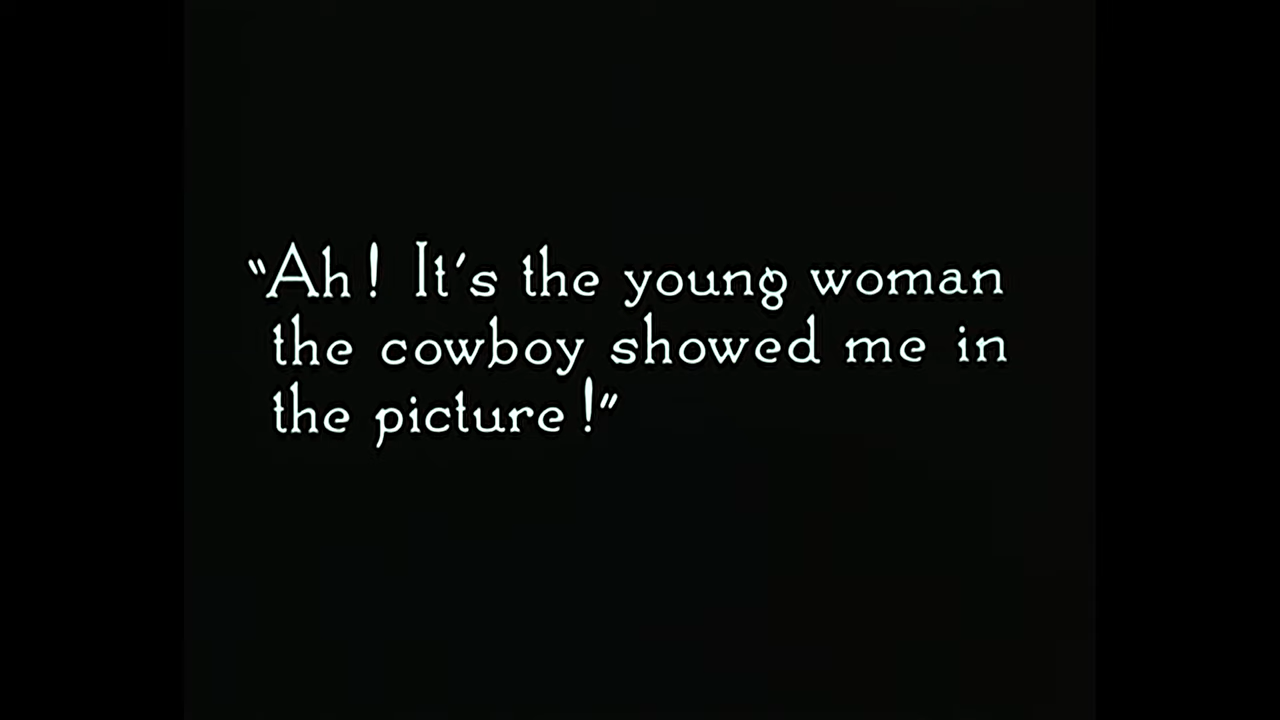 “Ah! It's the young woman
the cowboy showed me in
the picture!”